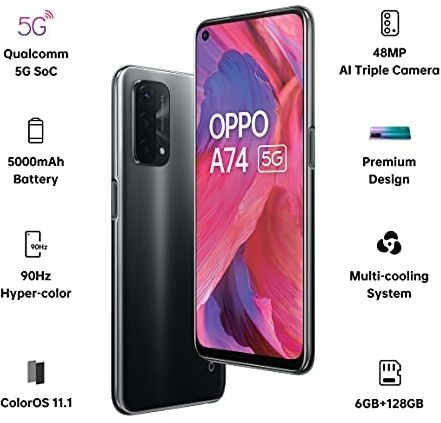 5G
Qualcomm
5G SoC
5000mAh
Battery
90Hz
90Hz
Hyper-color
ColorOS 11.1
OPPO
A74 5G
48MP
AI Triple Camera
Premium
Design
Multi-cooling
System
6GB+128GB